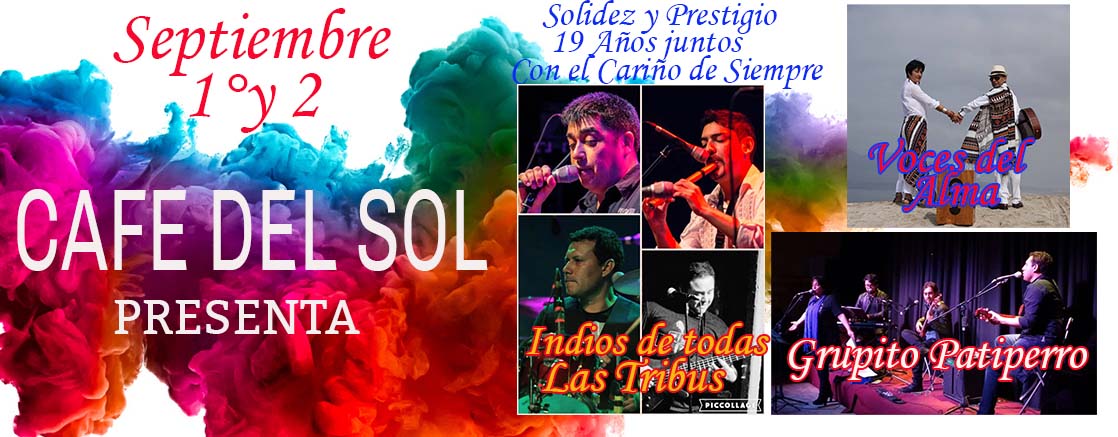 Septiembre
1°y 2
CAFE DEL SOL
PRESENTA
Solidez y Prestigio
19 Años juntos
Con el Cariño de Siempre
Indios de todas
Las Tribus
PICCOLLAGE
Voces del
Alma
Grupito Patiperro